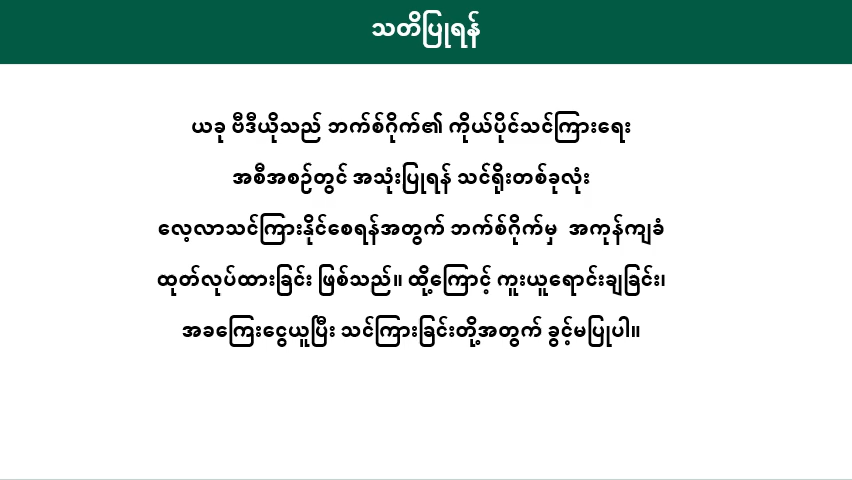 သတိပြုရန်
ယခု ဗီဒီယိုသည် ဘက်စ်ဂိုက်၏ ကိုယ်ပိုင်သင်ကြားရေး
အစီအစဉ်တွင် အသုံးပြုရန် သင်ရိုးတစ်ခုလုံး
လေ့လာသင်ကြားနိုင်စေရန်အတွက် ဘက်စ်ဂိုက်မှ အကုန်ကျခံ
ထုတ်လုပ်ထားခြင်း ဖြစ်သည်။ ထို့ကြောင့် ကူးယူရောင်းချခြင်း၊
အခကြေးငွေယူပြီး သင်ကြားခြင်းတို့အတွက် ခွင့်မပြုပါ။